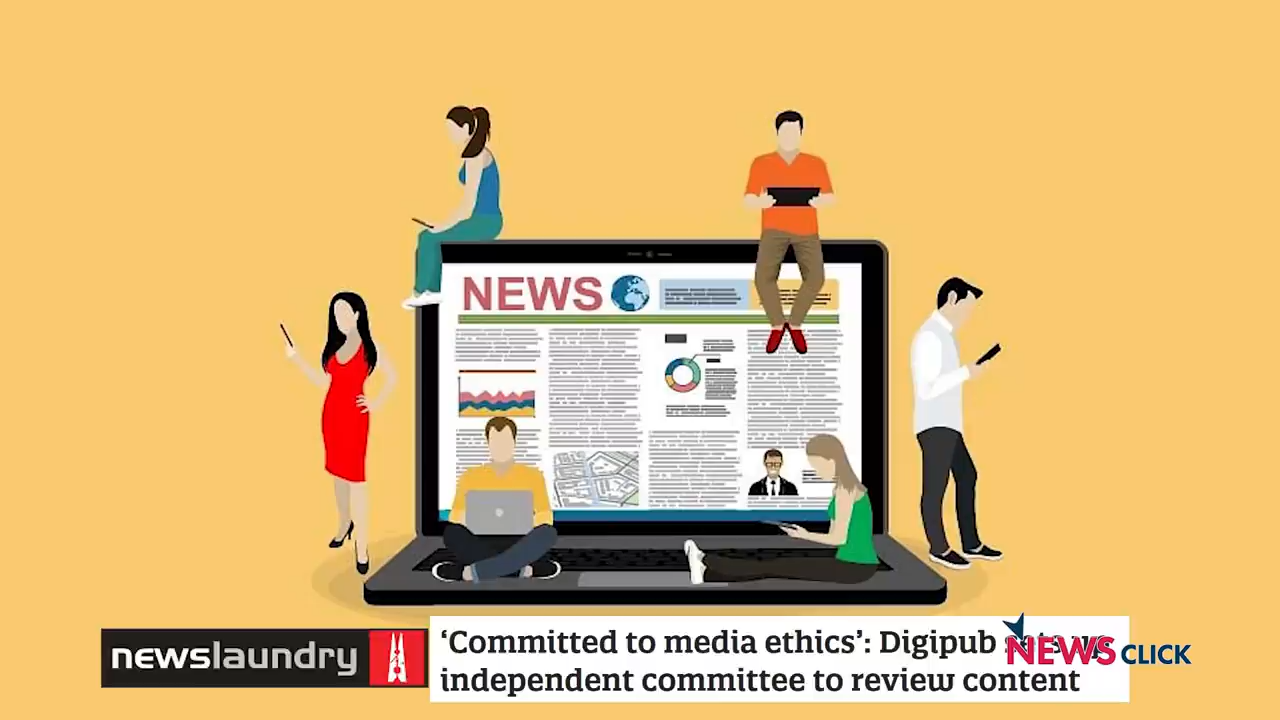 NEWS
newslaundry
‘Committed to media ethics’: Digipub
independent committee to review content
NEWS CLICK